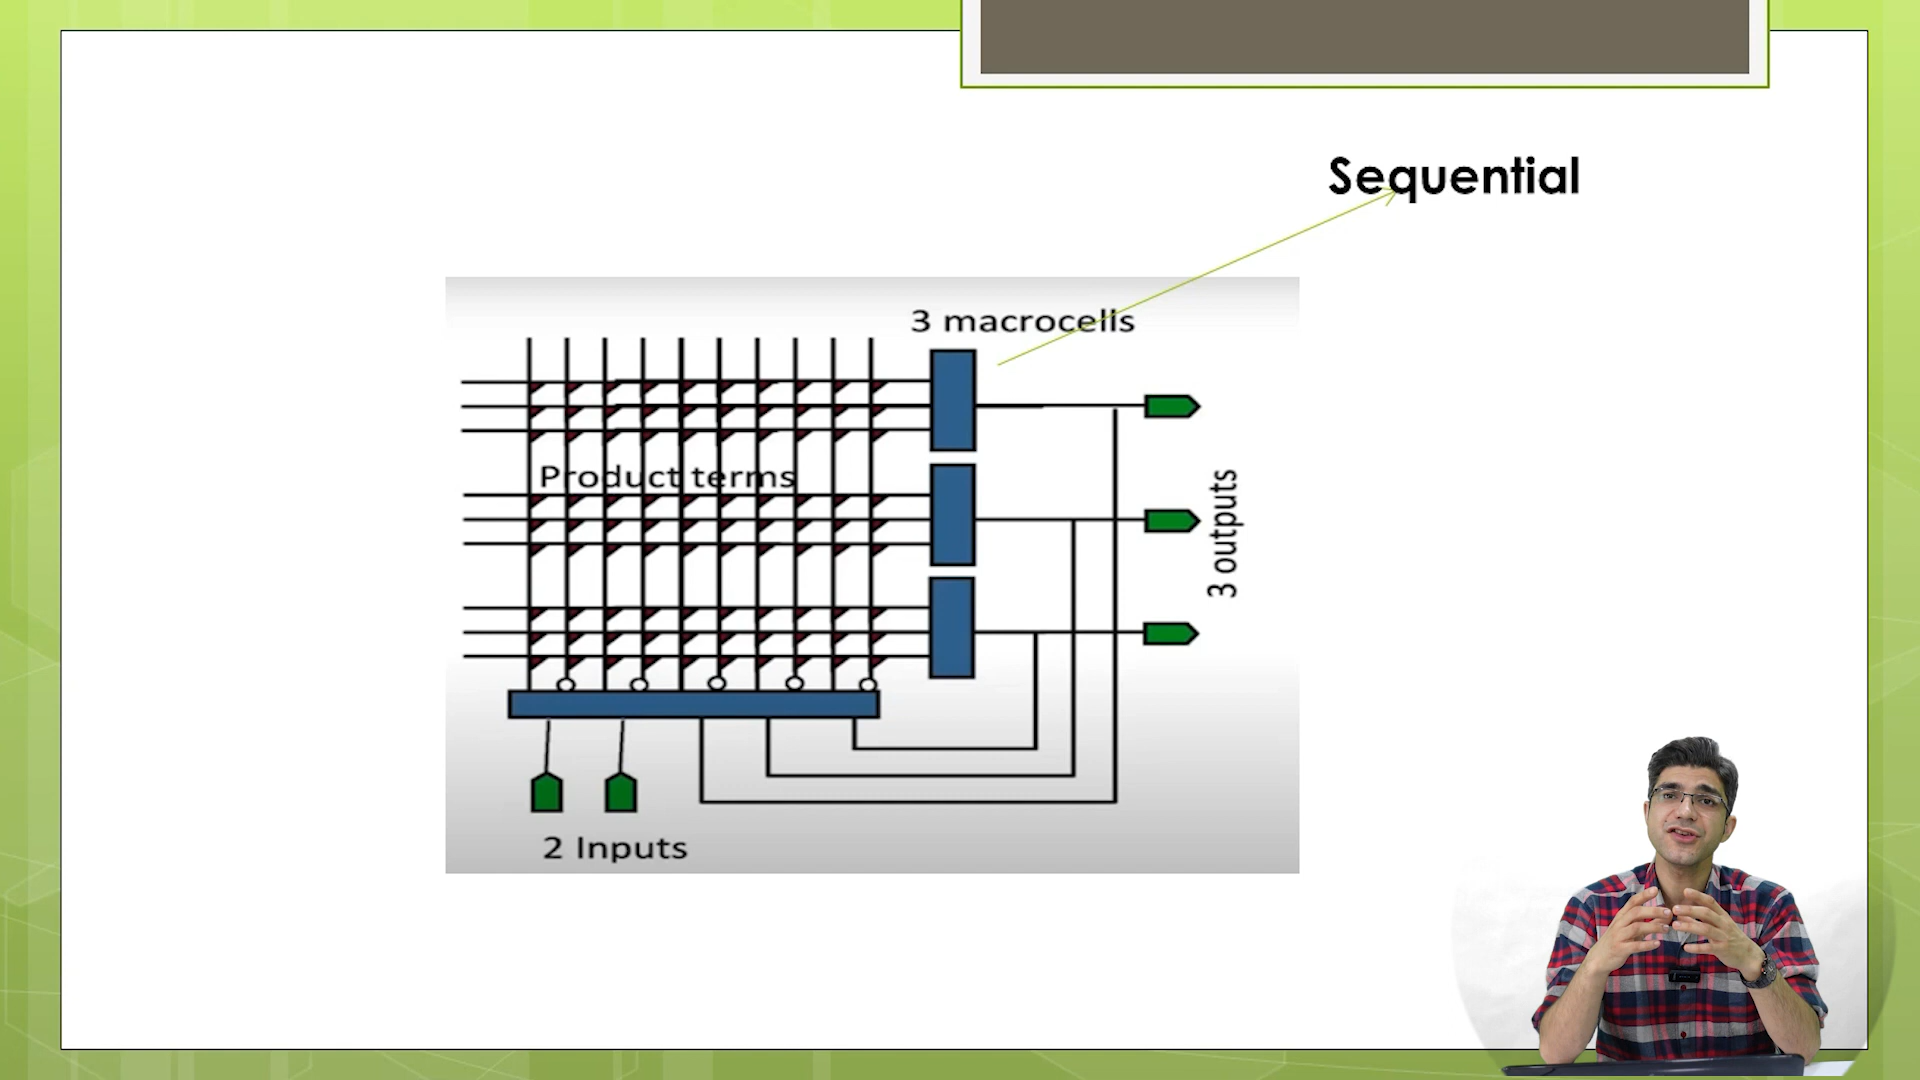 Sequential
3 macrocells
Product terms
3 outputs
2 Inputs